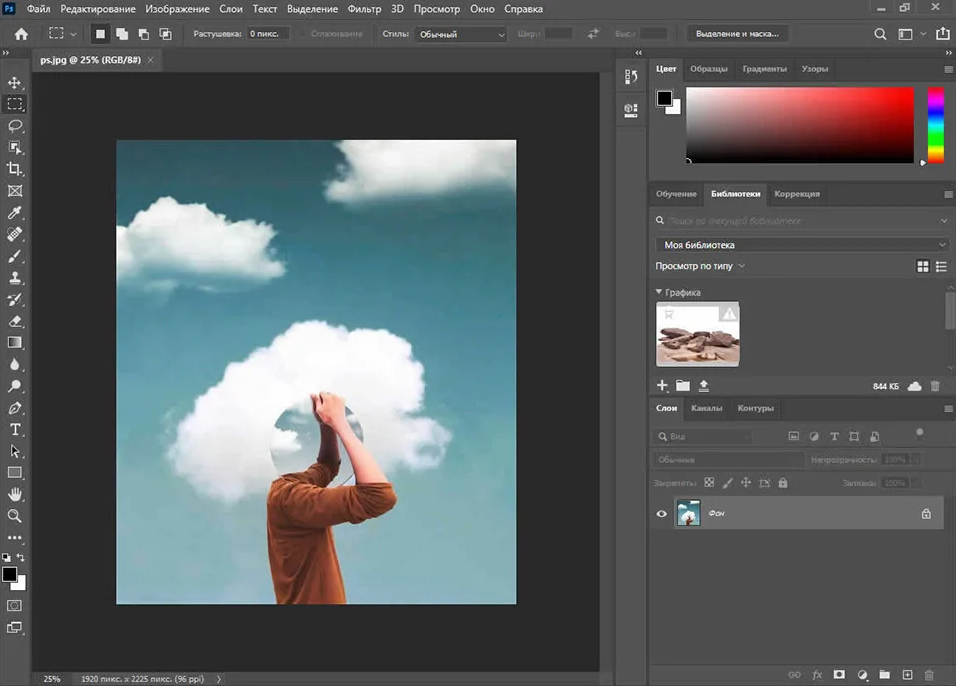 Ps Файл Редактирование Изображение Слои Текст Выделение Фильтр 3D Просмотр Окно Справка
Растушевка: 0 пикс. Сглаживание Стиль: Обычный Шир.: Выс.: Выделение и маска...
ps.jpg @ 25% (RGB/8#)
Цвет Образцы Градиенты Узоры
Обучение Библиотеки Коррекция
Поиск по текущей библиотеке
Моя библиотека
Просмотр по типу
Графика
844 КБ
Слои Каналы Контуры
Вид
Обычные Непрозрачность: 100%
Закрепить: Заливка: 100%
Фон
T
25% 1920 пикс. x 2225 пикс. (96 ppi)
fx